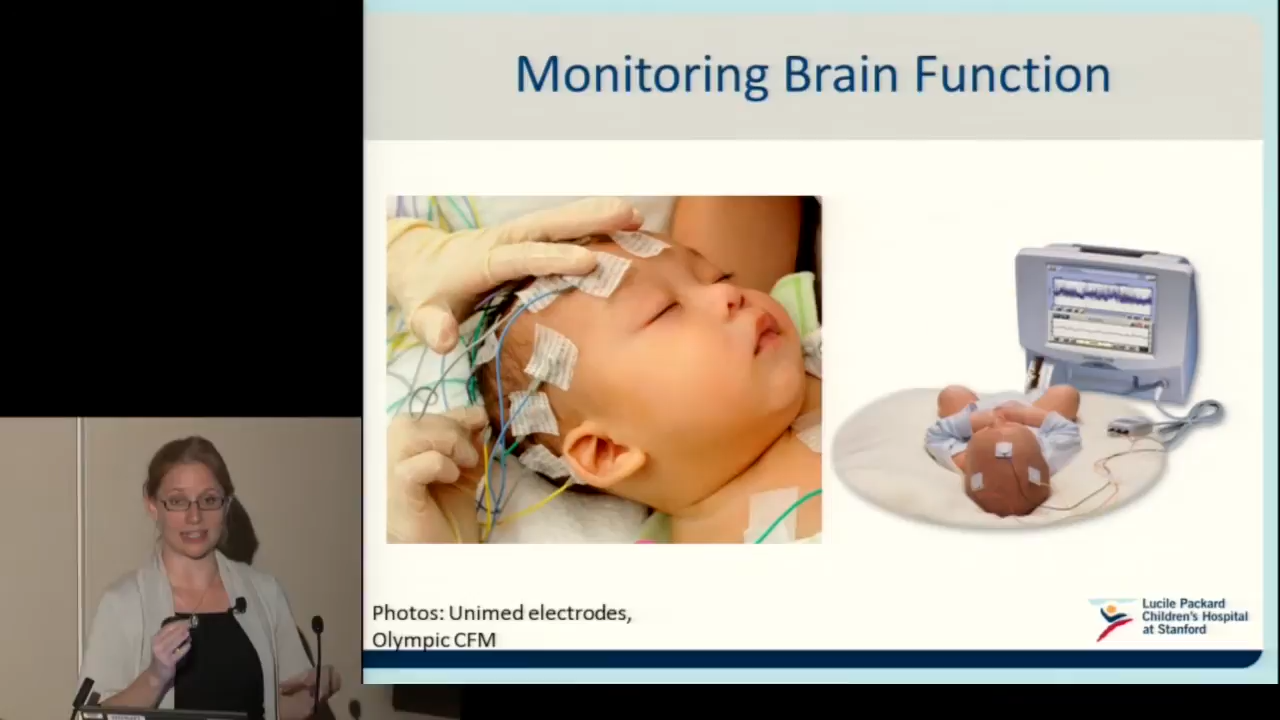 Monitoring Brain Function
Photos: Unimed electrodes,
Olympic CFM
Lucile Packard
Children's Hospital
at Stanford